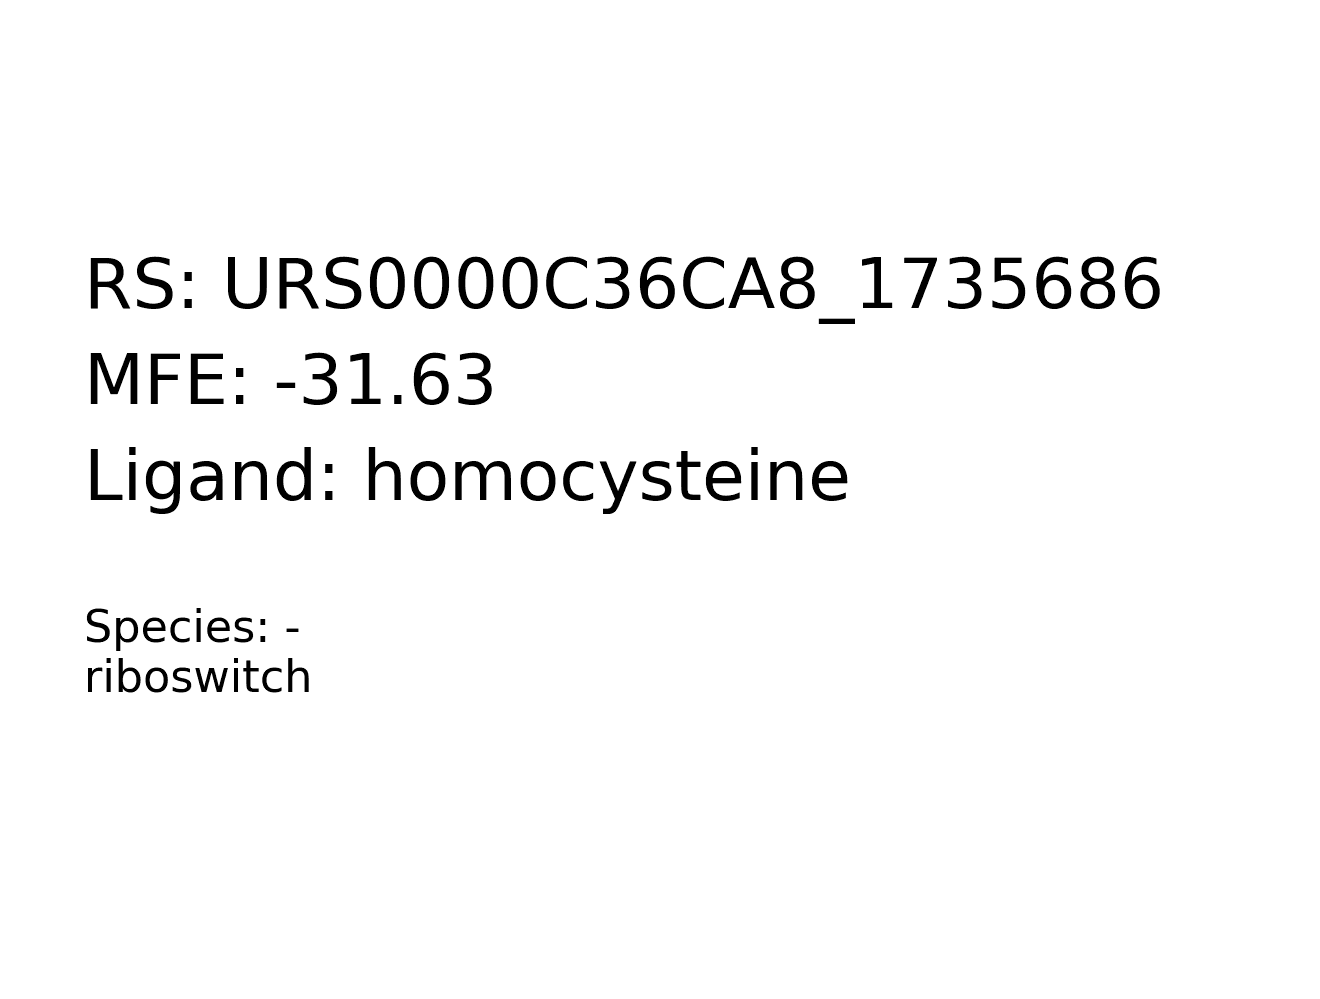 RS: URS0000C36CA8_1735686
MFE: -31.63
Ligand: homocysteine
Species: -
riboswitch